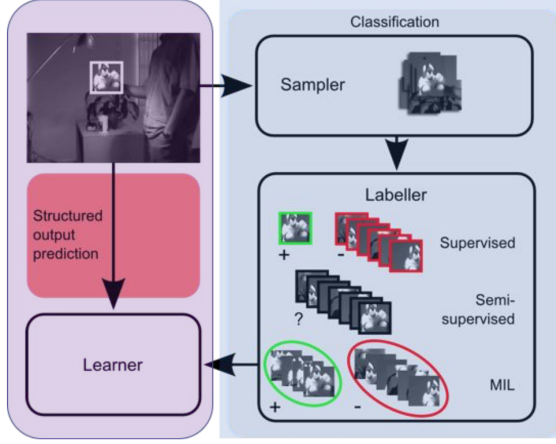 Classification
Sampler
Labeller
Structured
output
prediction
+
-
Supervised
?
Semi-
supervised
Learner
+
-
MIL